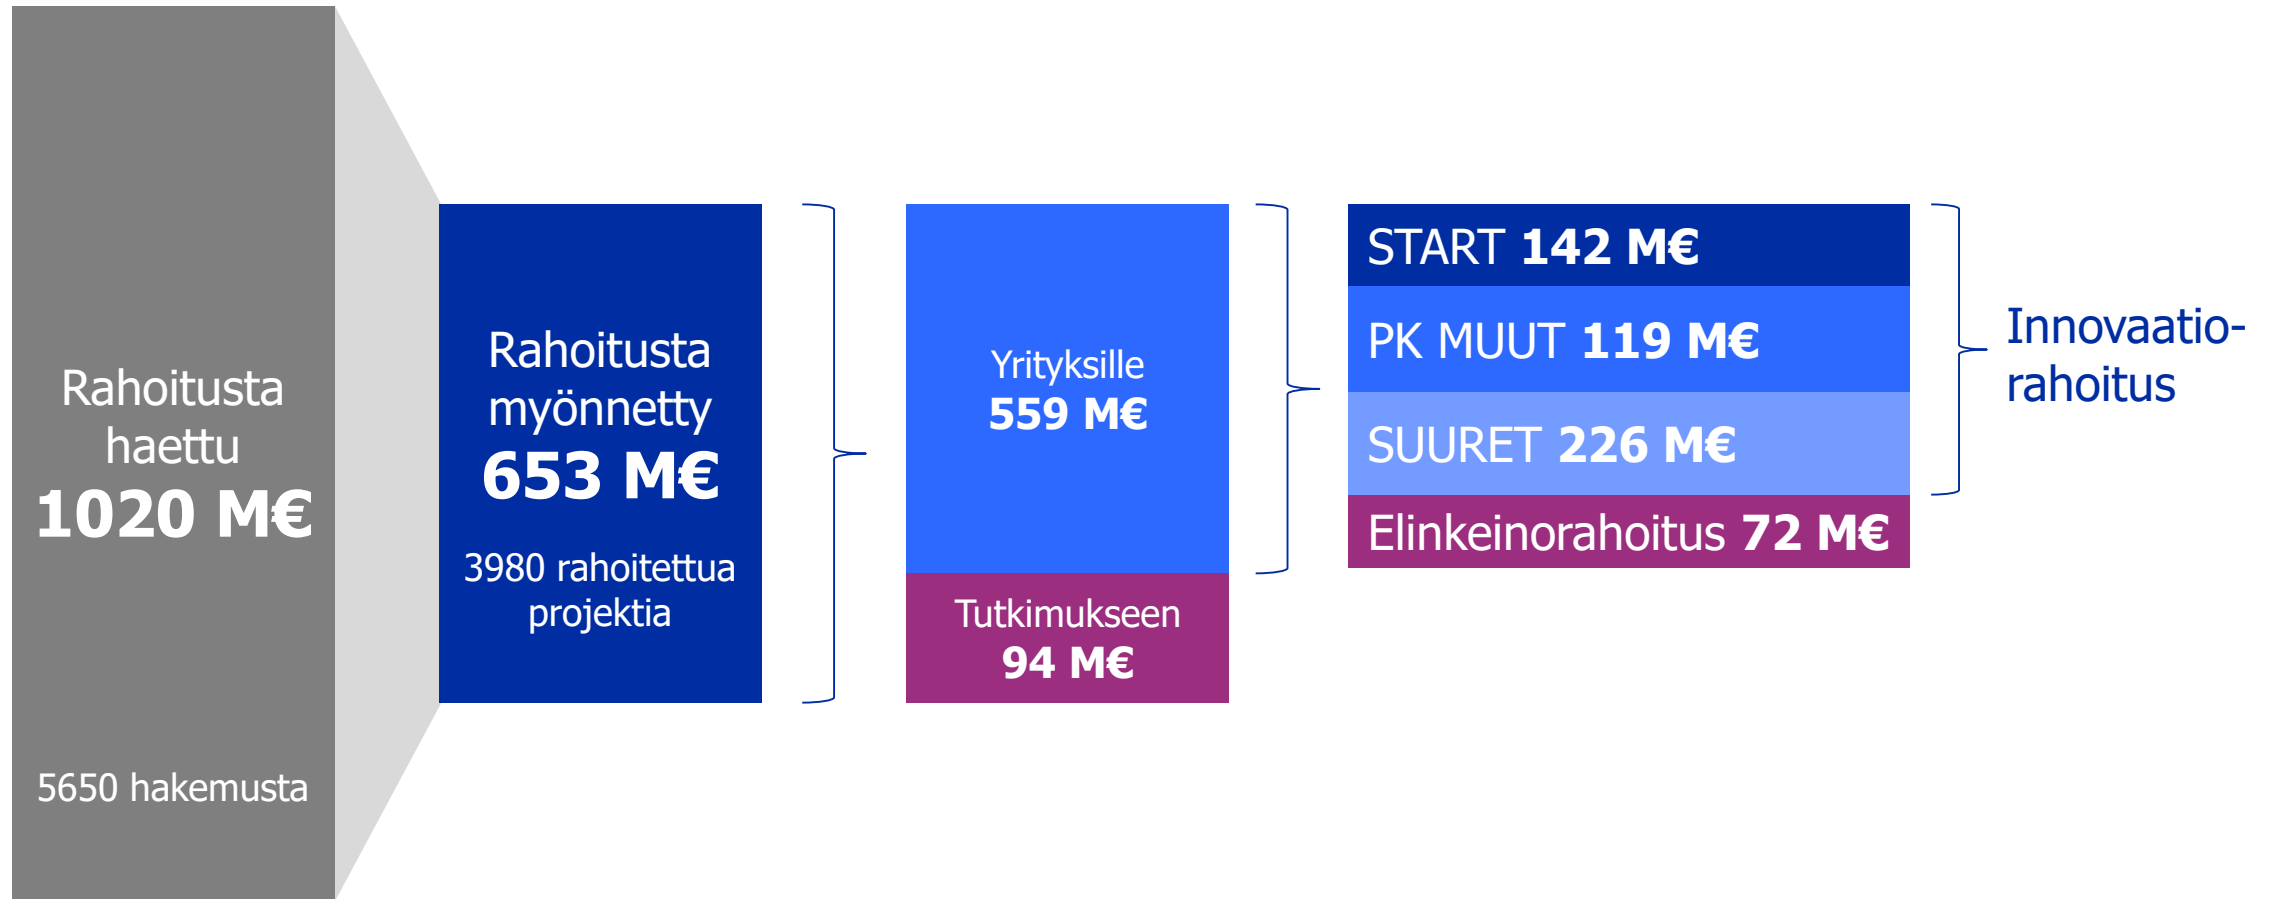 Rahoitusta
haettu
1020 M€
5650 hakemusta
Rahoitusta
myönnetty
653 M€
3980 rahoitettua
projektia
Yrityksille
559 M€
Tutkimukseen
94 M€
START 142 M€
PK MUUT 119 M€
SUURET 226 M€
Elinkeinorahoitus 72 M€
Innovaatio-
rahoitus